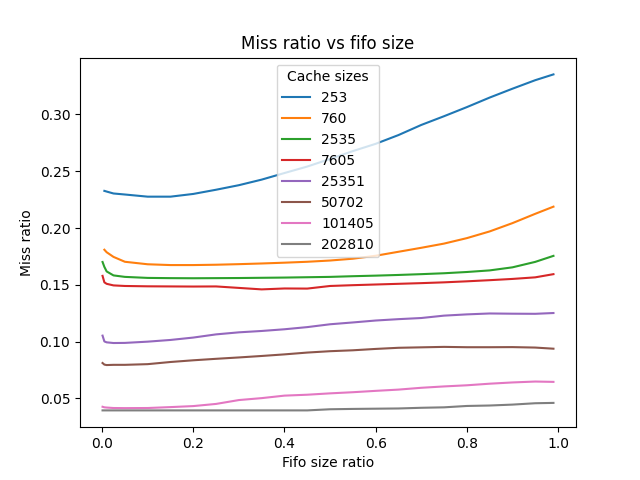 Miss ratio vs fifo size
Cache sizes
253
760
2535
7605
25351
50702
101405
202810
0.30
0.25
0.20
0.15
0.10
0.05
Miss ratio
0.0 0.2 0.4 0.6 0.8 1.0
Fifo size ratio